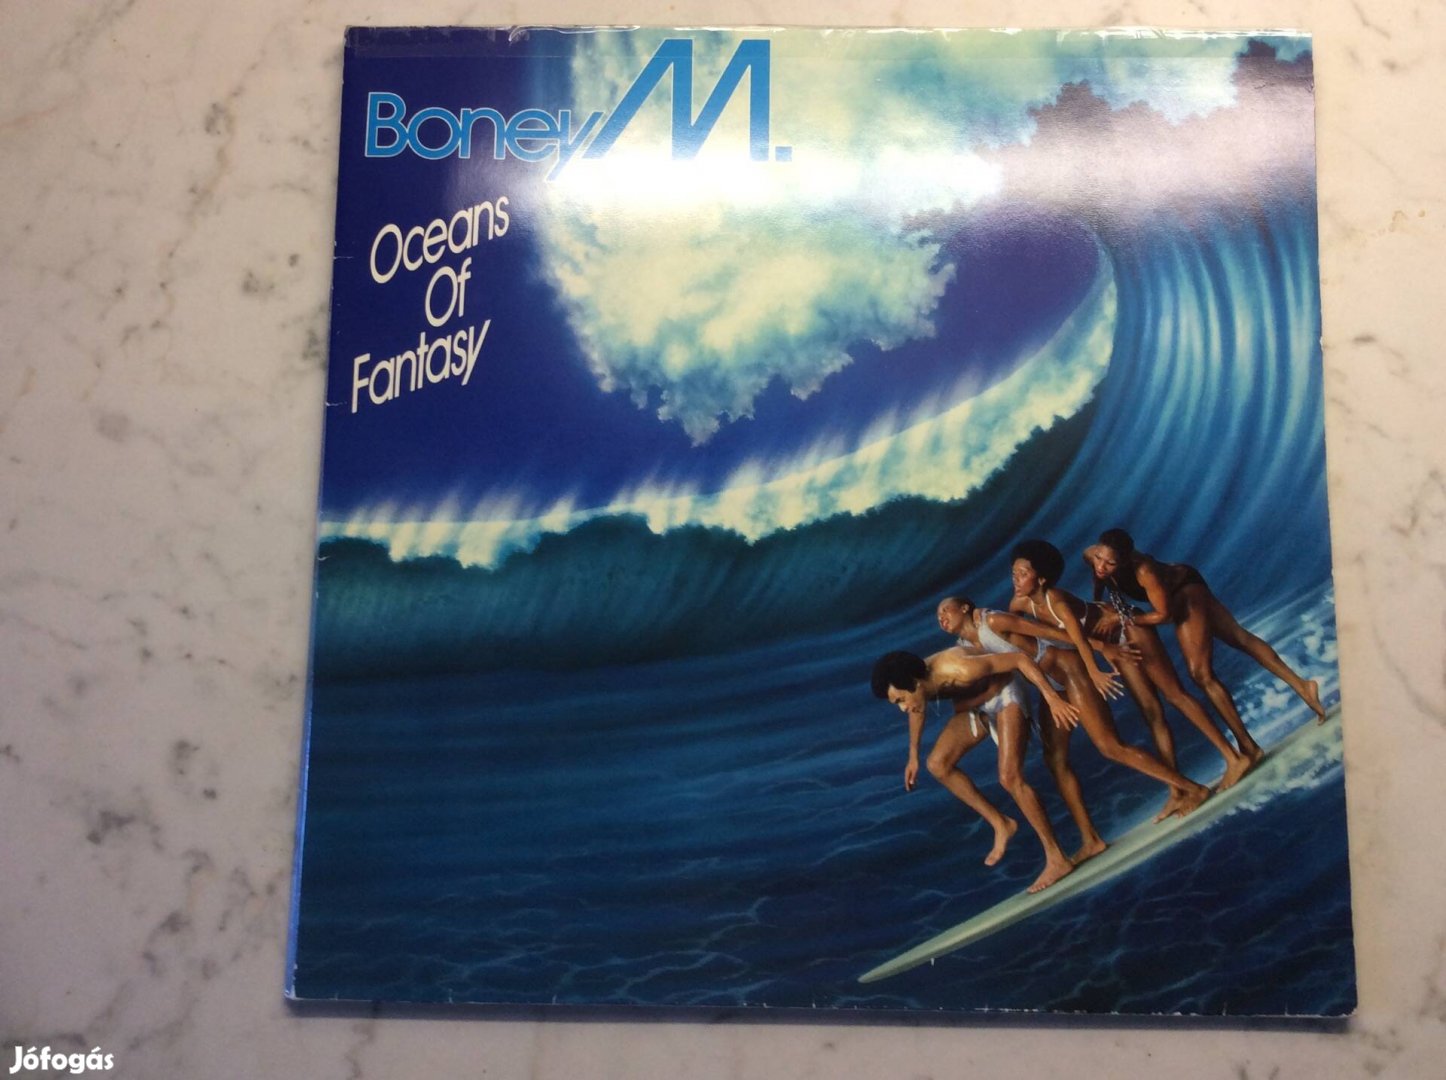 Boney M.
Oceans
Of
Fantasy
Jófogás